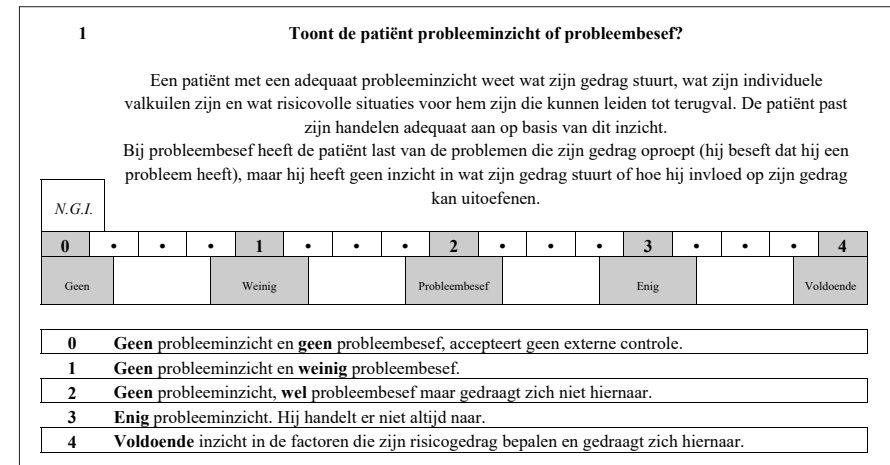 1 Toont de patiënt probleeminzicht of probleembesef?
Een patiënt met een adequaat probleeminzicht weet wat zijn gedrag stuurt, wat zijn individuele
valkuilen zijn en wat risicovolle situaties voor hem zijn die kunnen leiden tot terugval. De patiënt past
zijn handelen adequaat aan op basis van dit inzicht.
Bij probleembesef heeft de patiënt last van de problemen die zijn gedrag oproept (hij beseft dat hij een
probleem heeft), maar hij heeft geen inzicht in wat zijn gedrag stuurt of hoe hij invloed op zijn gedrag
kan uitoefenen.
N.G.I.
0 • • • 1 • • • 2 • • • 3 • • • 4
Geen Weinig Probleembesef Enig Voldoende
0 Geen probleeminzicht en geen probleembesef, accepteert geen externe controle.
1 Geen probleeminzicht en weinig probleembesef.
2 Geen probleeminzicht, wel probleembesef maar gedraagt zich niet hiernaar.
3 Enig probleeminzicht. Hij handelt er niet altijd naar.
4 Voldoende inzicht in de factoren die zijn risicogedrag bepalen en gedraagt zich hiernaar.